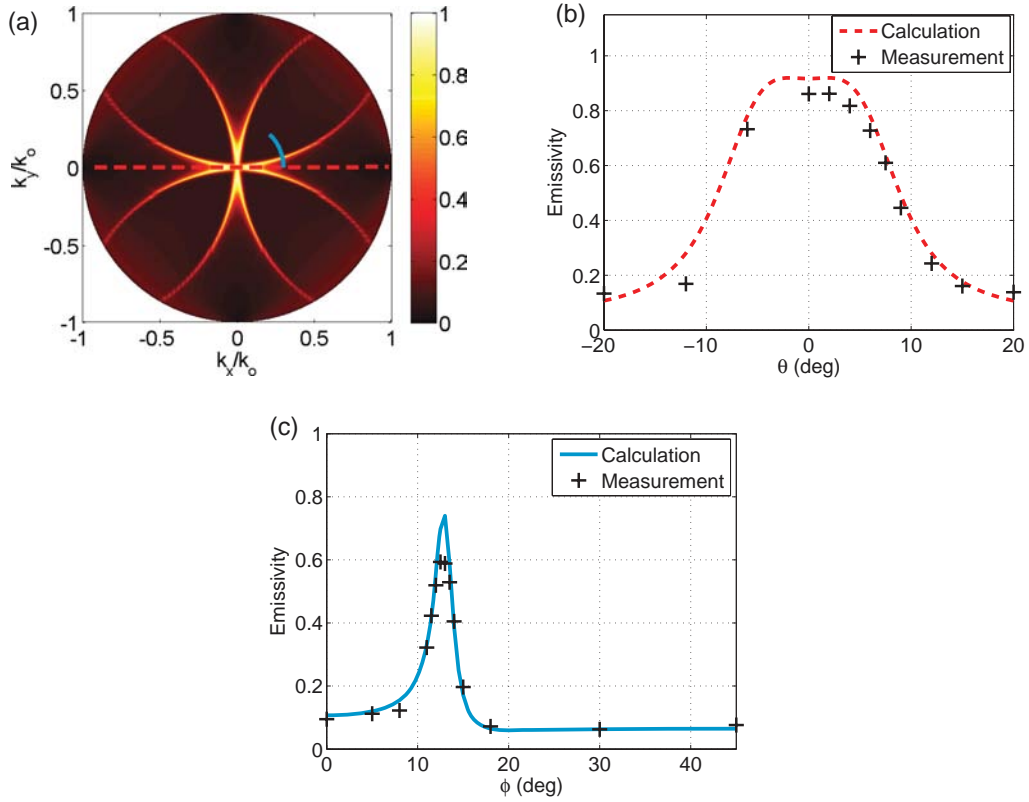 (a)
1
0.5
0
-0.5
-1
k_y/k_o
-1
-0.5
0
0.5
1
k_x/k_o
1
0.8
0.6
0.4
0.2
0
(b)
1
0.8
0.6
0.4
0.2
0
Emissivity
−20
−10
0
10
20
θ (deg)
Calculation
Measurement
(c)
1
0.8
0.6
0.4
0.2
0
Emissivity
0
10
20
30
40
ϕ (deg)
Calculation
Measurement